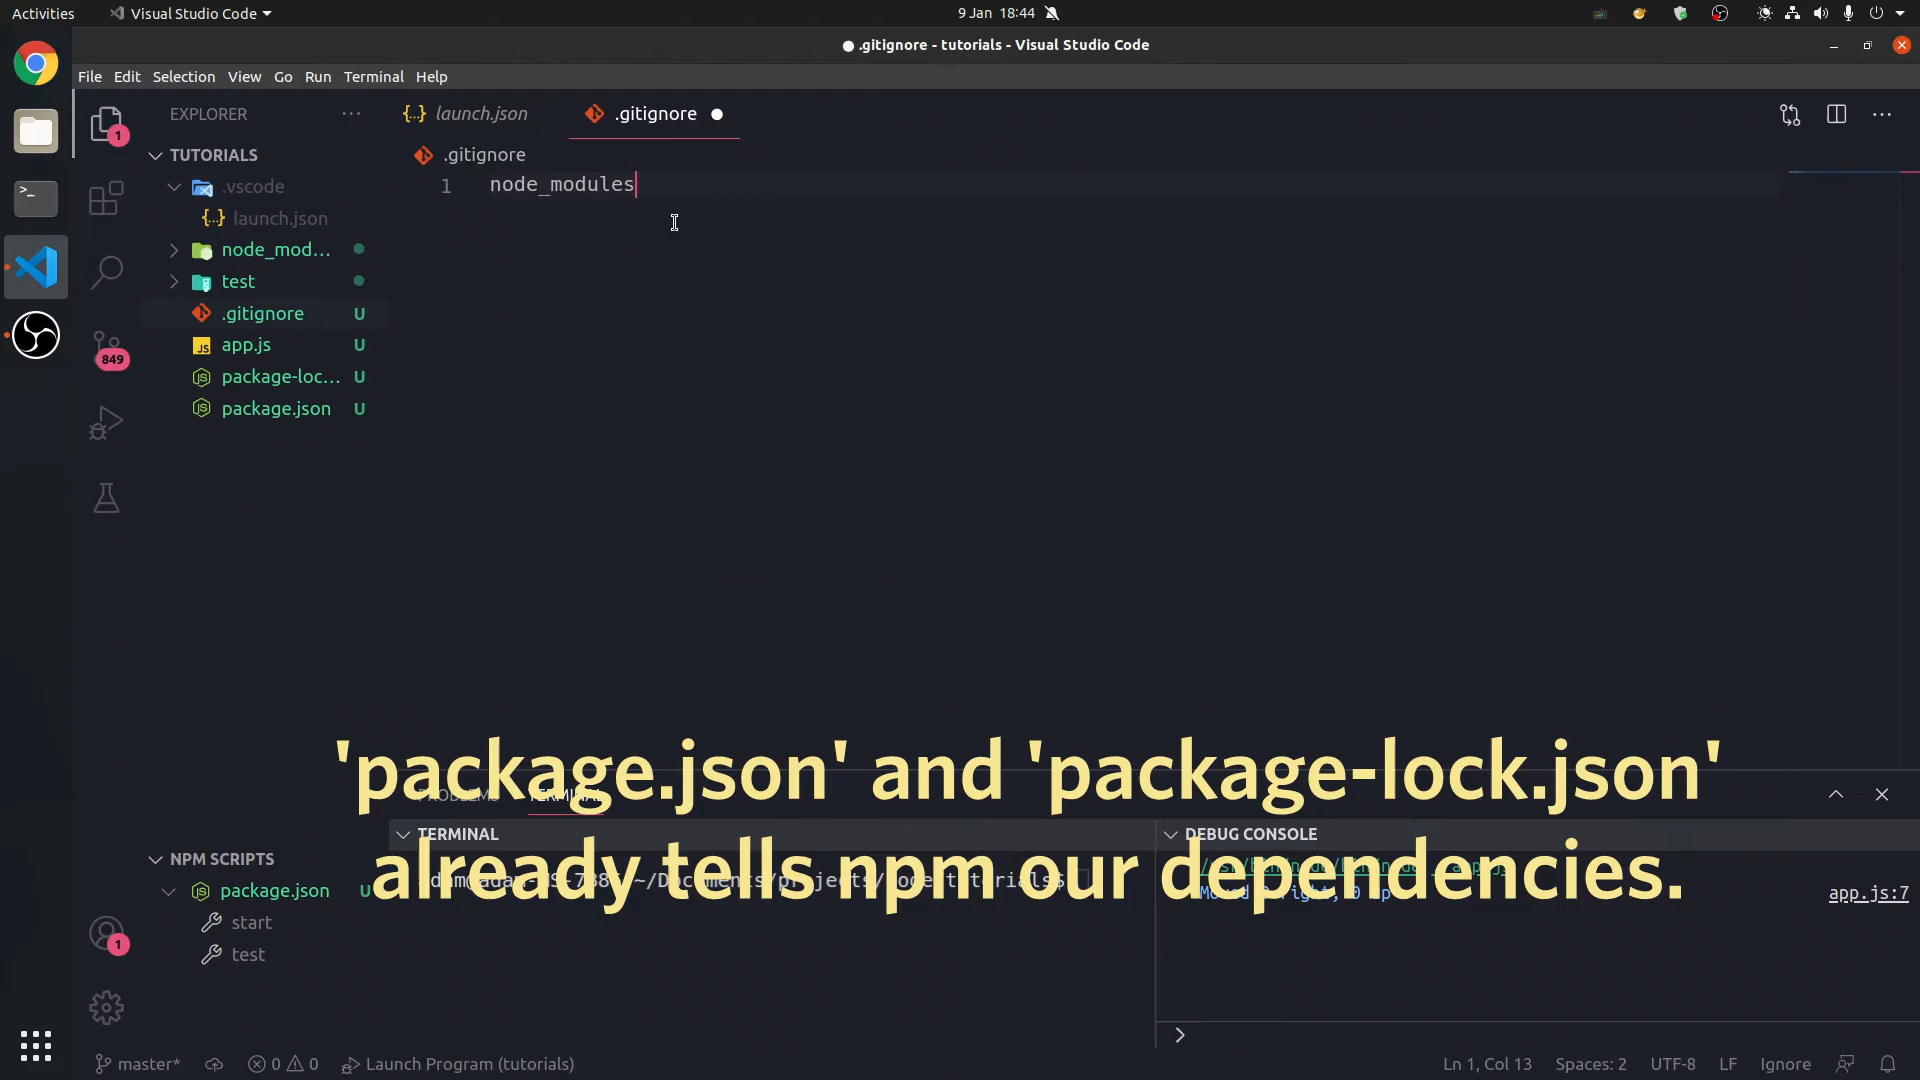 Activities
Visual Studio Code
9 Jan 18:44
.gitignore - tutorials - Visual Studio Code
File Edit Selection View Go Run Terminal Help
EXPLORER
launch.json
.gitignore
1
TUTORIALS
.gitignore
.vscode
1 node_modules
launch.json
node_mod...
test
.gitignore U
app.js U
849
package-loc... U
package.json U
'package.json' and 'package-lock.json'
PROBLEMS TERMINAL
TERMINAL
DEBUG CONSOLE
already tells npm our dependencies.
NPM SCRIPTS
package.json U
app.js:7
start
1
test
master*
0 0
Launch Program (tutorials)
Ln 1, Col 13
Spaces: 2
UTF-8
LF
Ignore